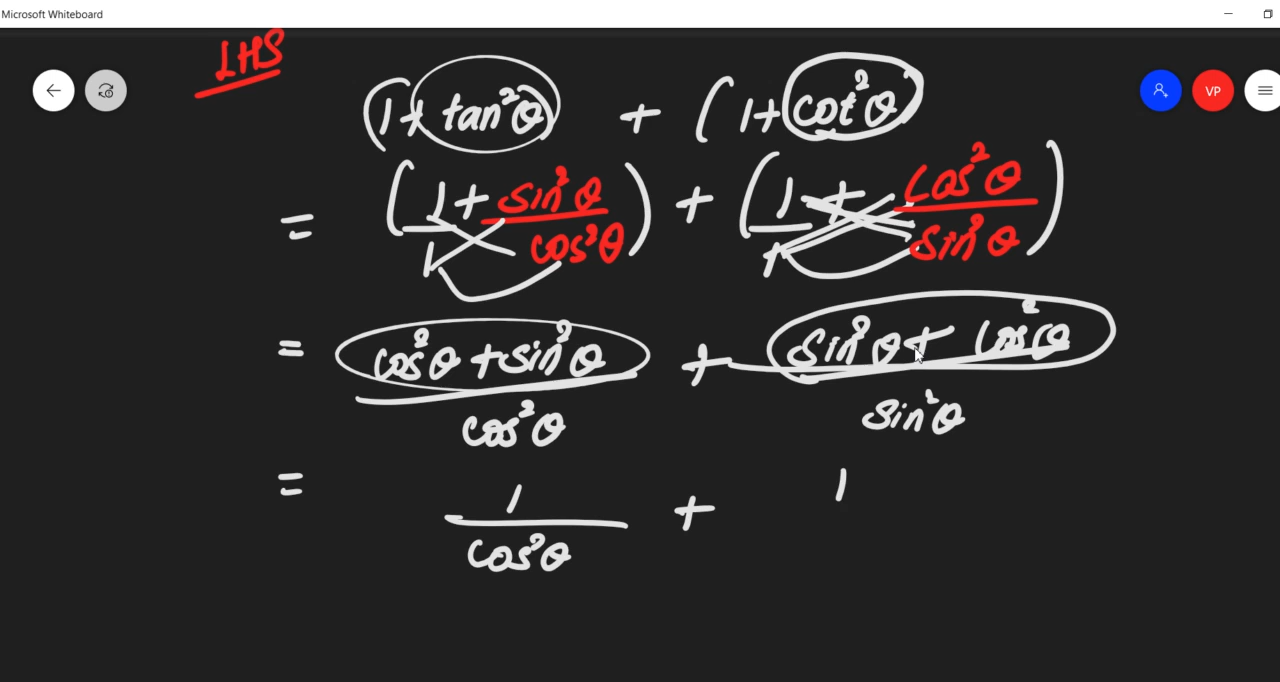 Microsoft Whiteboard
LHS
(1 + tan²θ) + (1 + cot²θ)
VP
= (1/1 + sin²θ/cos²θ) + (1/1 + cos²θ/sin²θ)
= (cos²θ + sin²θ)/cos²θ + (sin²θ + cos²θ)/sin²θ
= 1/cos²θ + 1